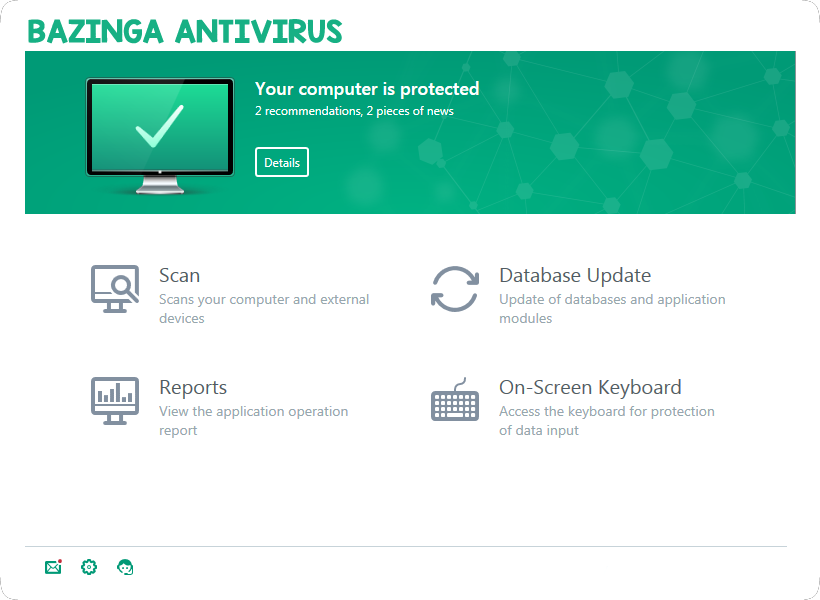 BAZINGA ANTIVIRUS
Your computer is protected
2 recommendations, 2 pieces of news
Details
Scan
Scans your computer and external
devices
Database Update
Update of databases and application
modules
Reports
View the application operation
report
On-Screen Keyboard
Access the keyboard for protection
of data input